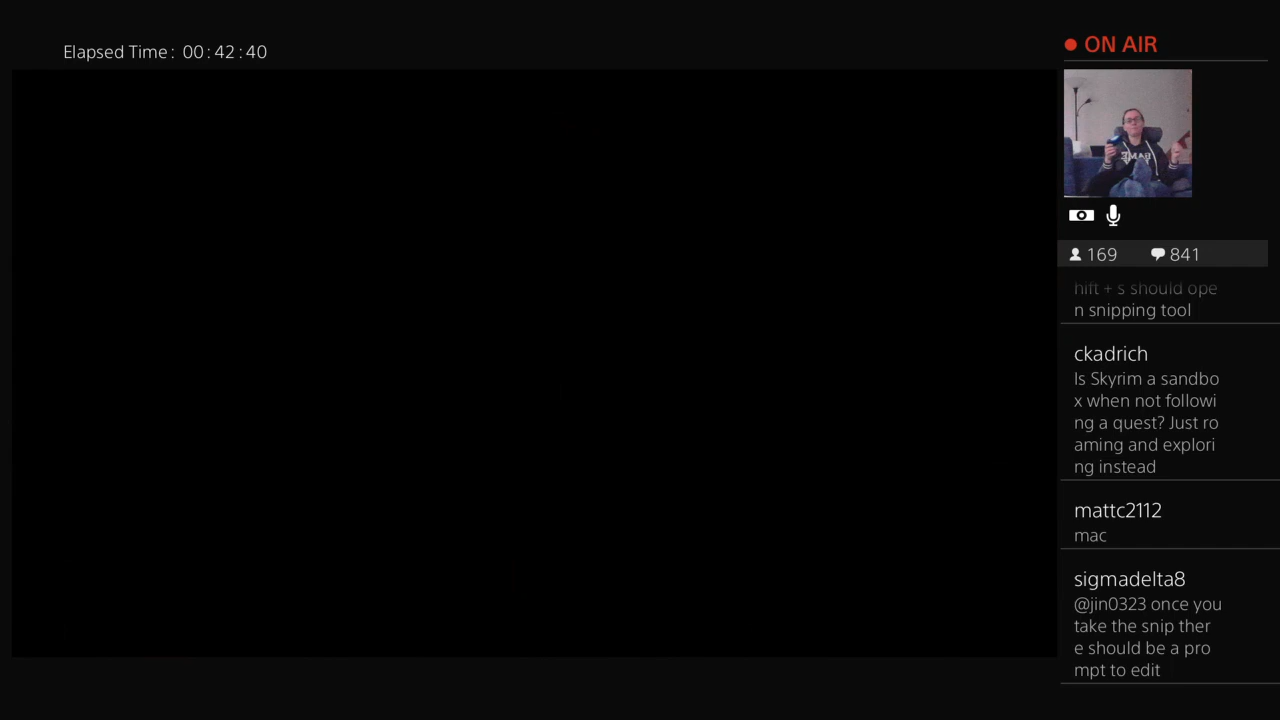 Elapsed Time: 00:42:40
ON AIR
169 841
hift + s should ope
n snipping tool
ckadrich
Is Skyrim a sandbo
x when not followi
ng a quest? Just ro
aming and explori
ng instead
mattc2112
mac
sigmadelta8
@jin0323 once you
take the snip ther
e should be a pro
mpt to edit